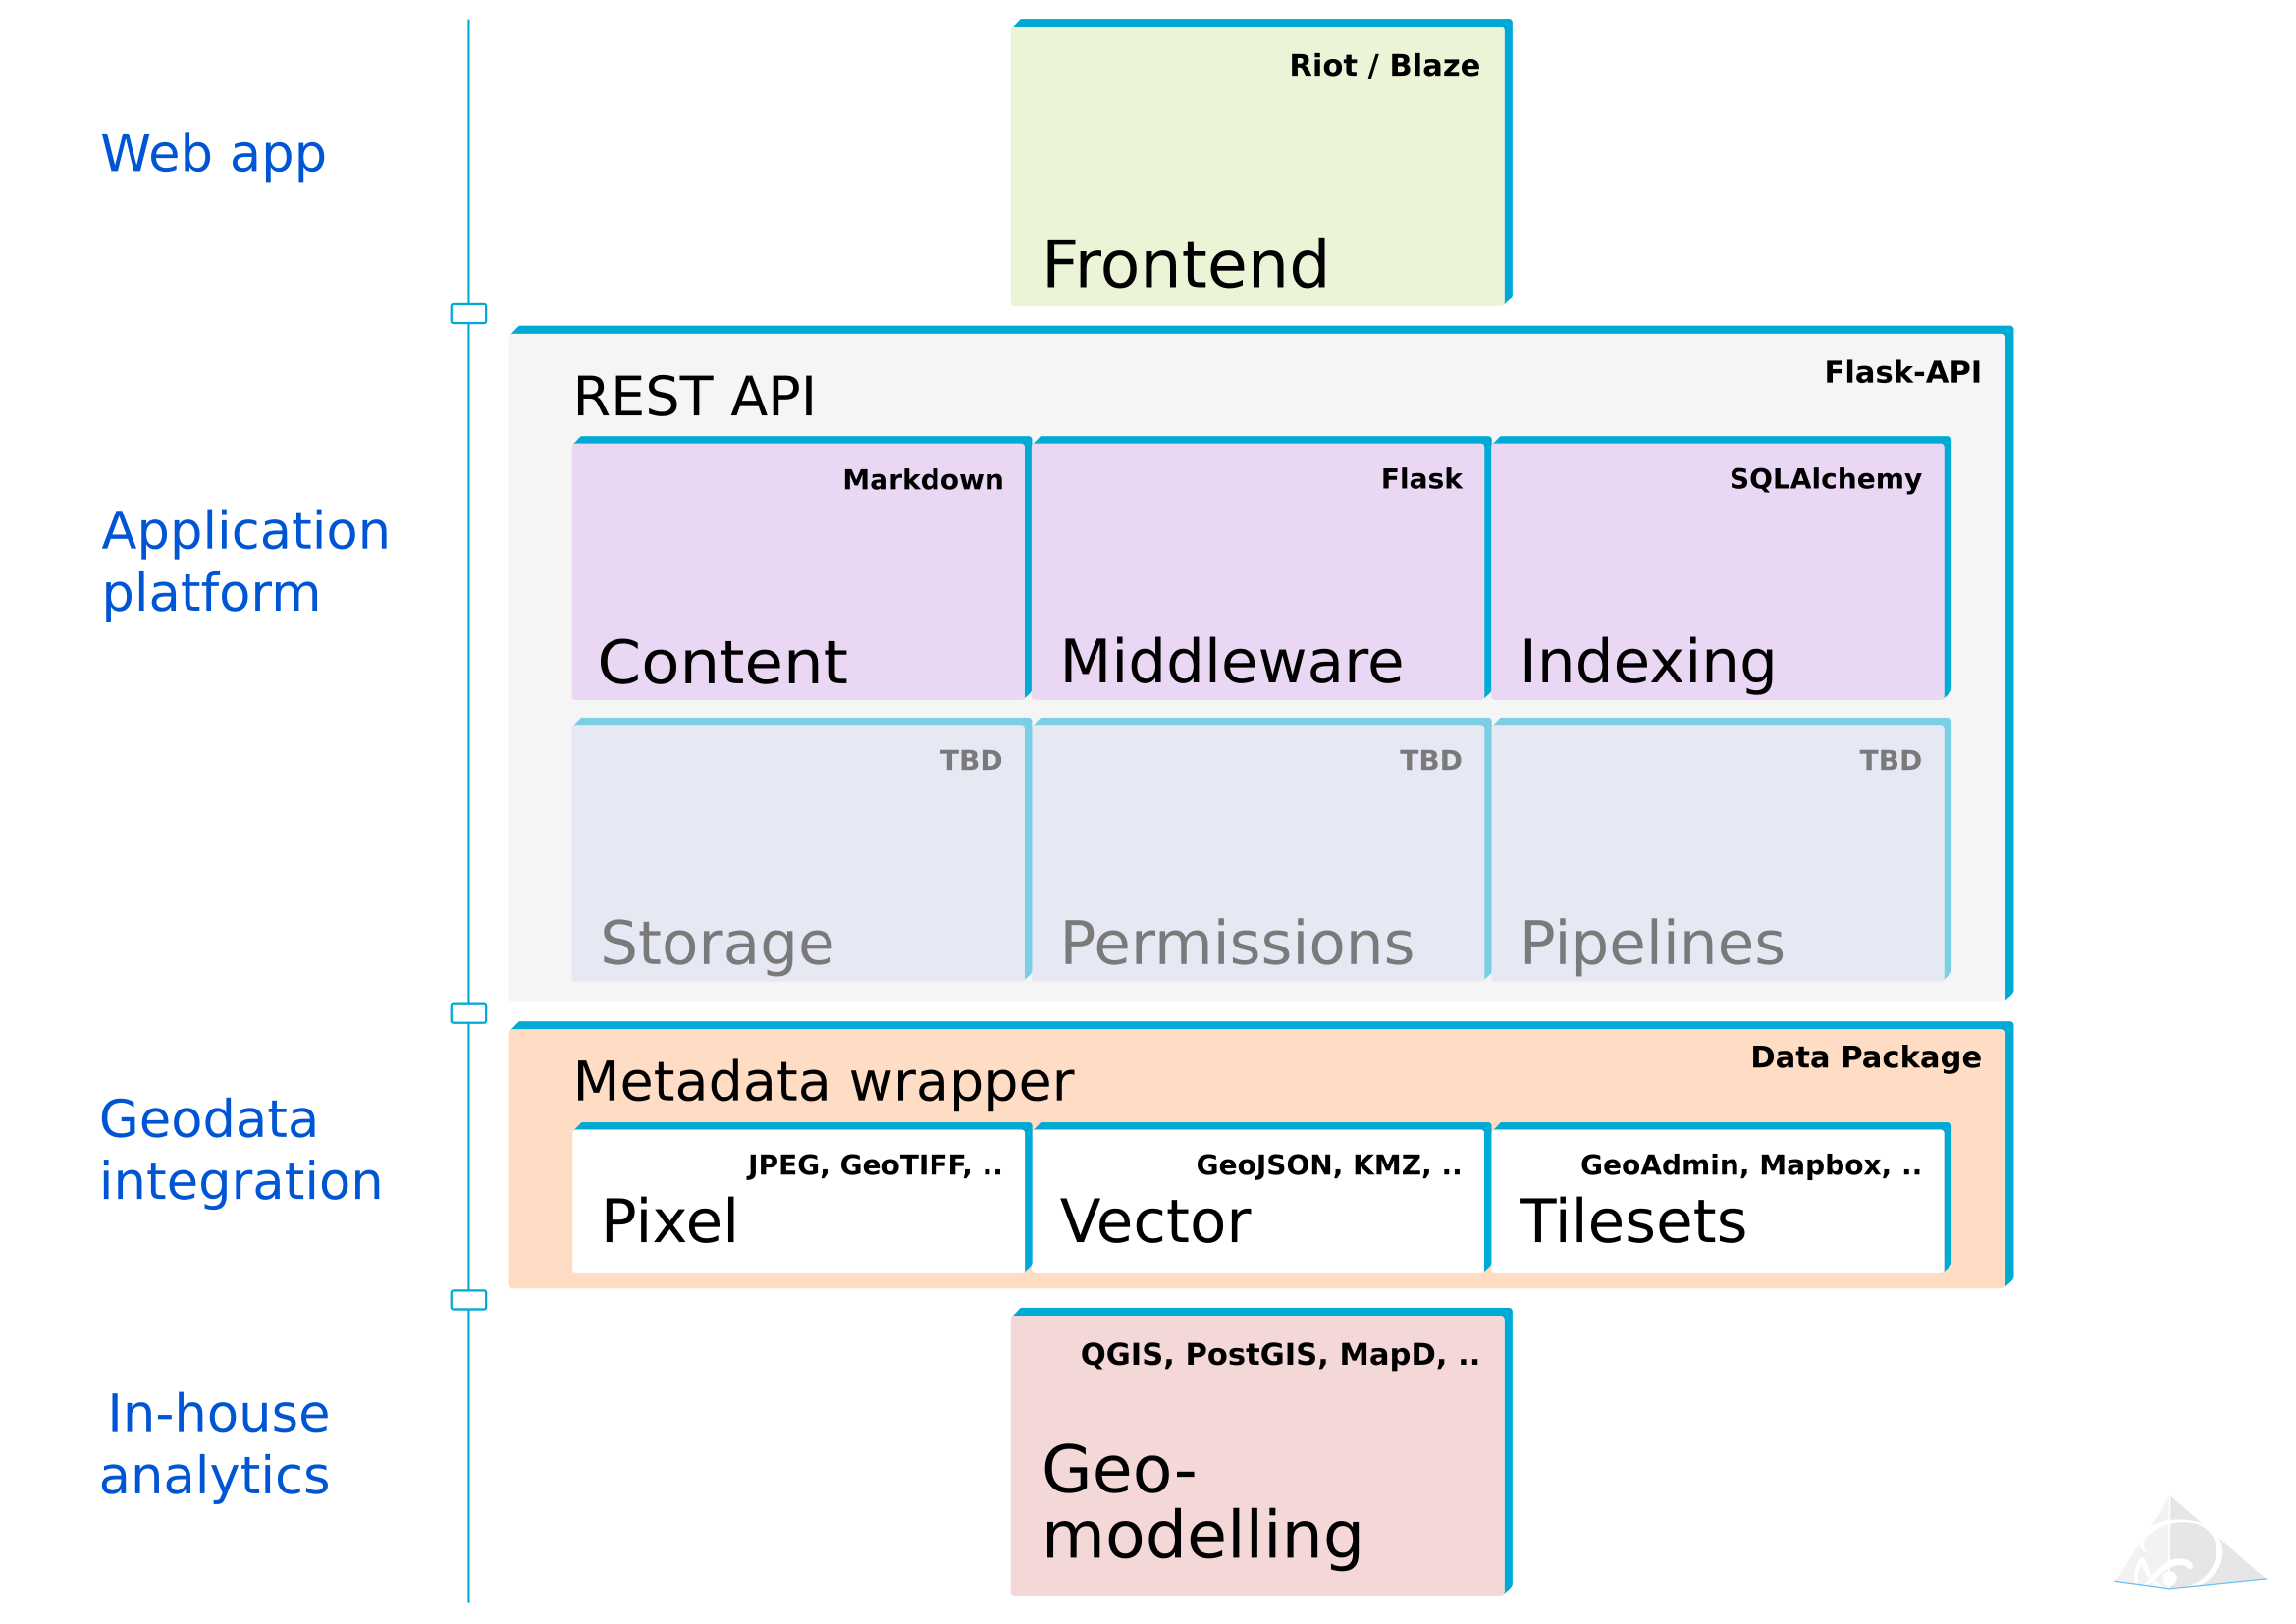 Web app
Riot / Blaze
Frontend
Application
platform
REST API
Flask-API
Markdown
Content
Flask
Middleware
SQLAlchemy
Indexing
TBD
Storage
TBD
Permissions
TBD
Pipelines
Geodata
integration
Metadata wrapper
Data Package
JPEG, GeoTIFF, ..
Pixel
GeoJSON, KMZ, ..
Vector
GeoAdmin, Mapbox, ..
Tilesets
In-house
analytics
QGIS, PostGIS, MapD, ..
Geo-
modelling